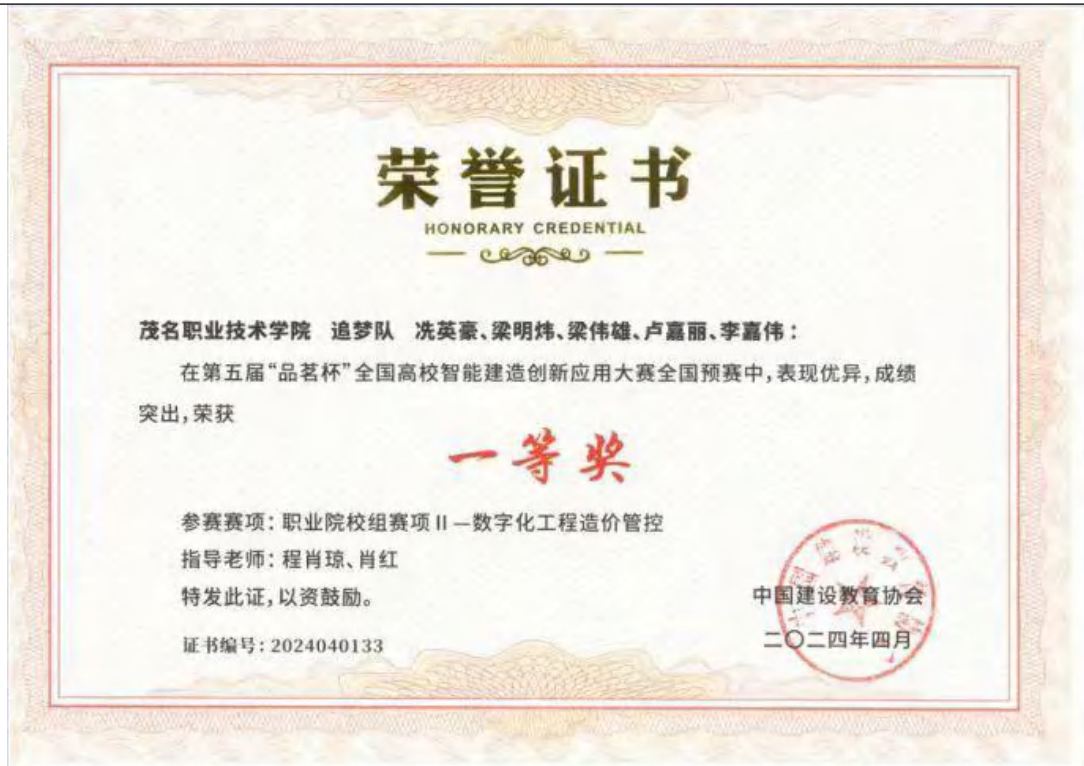 荣誉证书
HONORARY CREDENTIAL
茂名职业技术学院 追梦队 冼英豪、梁明炜、梁伟雄、卢嘉丽、李嘉伟：
在第五届“品茗杯”全国高校智能建造创新应用大赛全国预赛中，表现优异，成绩
突出，荣获
一等奖
参赛赛项：职业院校组赛项Ⅱ—数字化工程造价管控
指导老师：程肖琼、肖红
特发此证，以资鼓励。
中国建设教育协会
证书编号：2024040133
二〇二四年四月